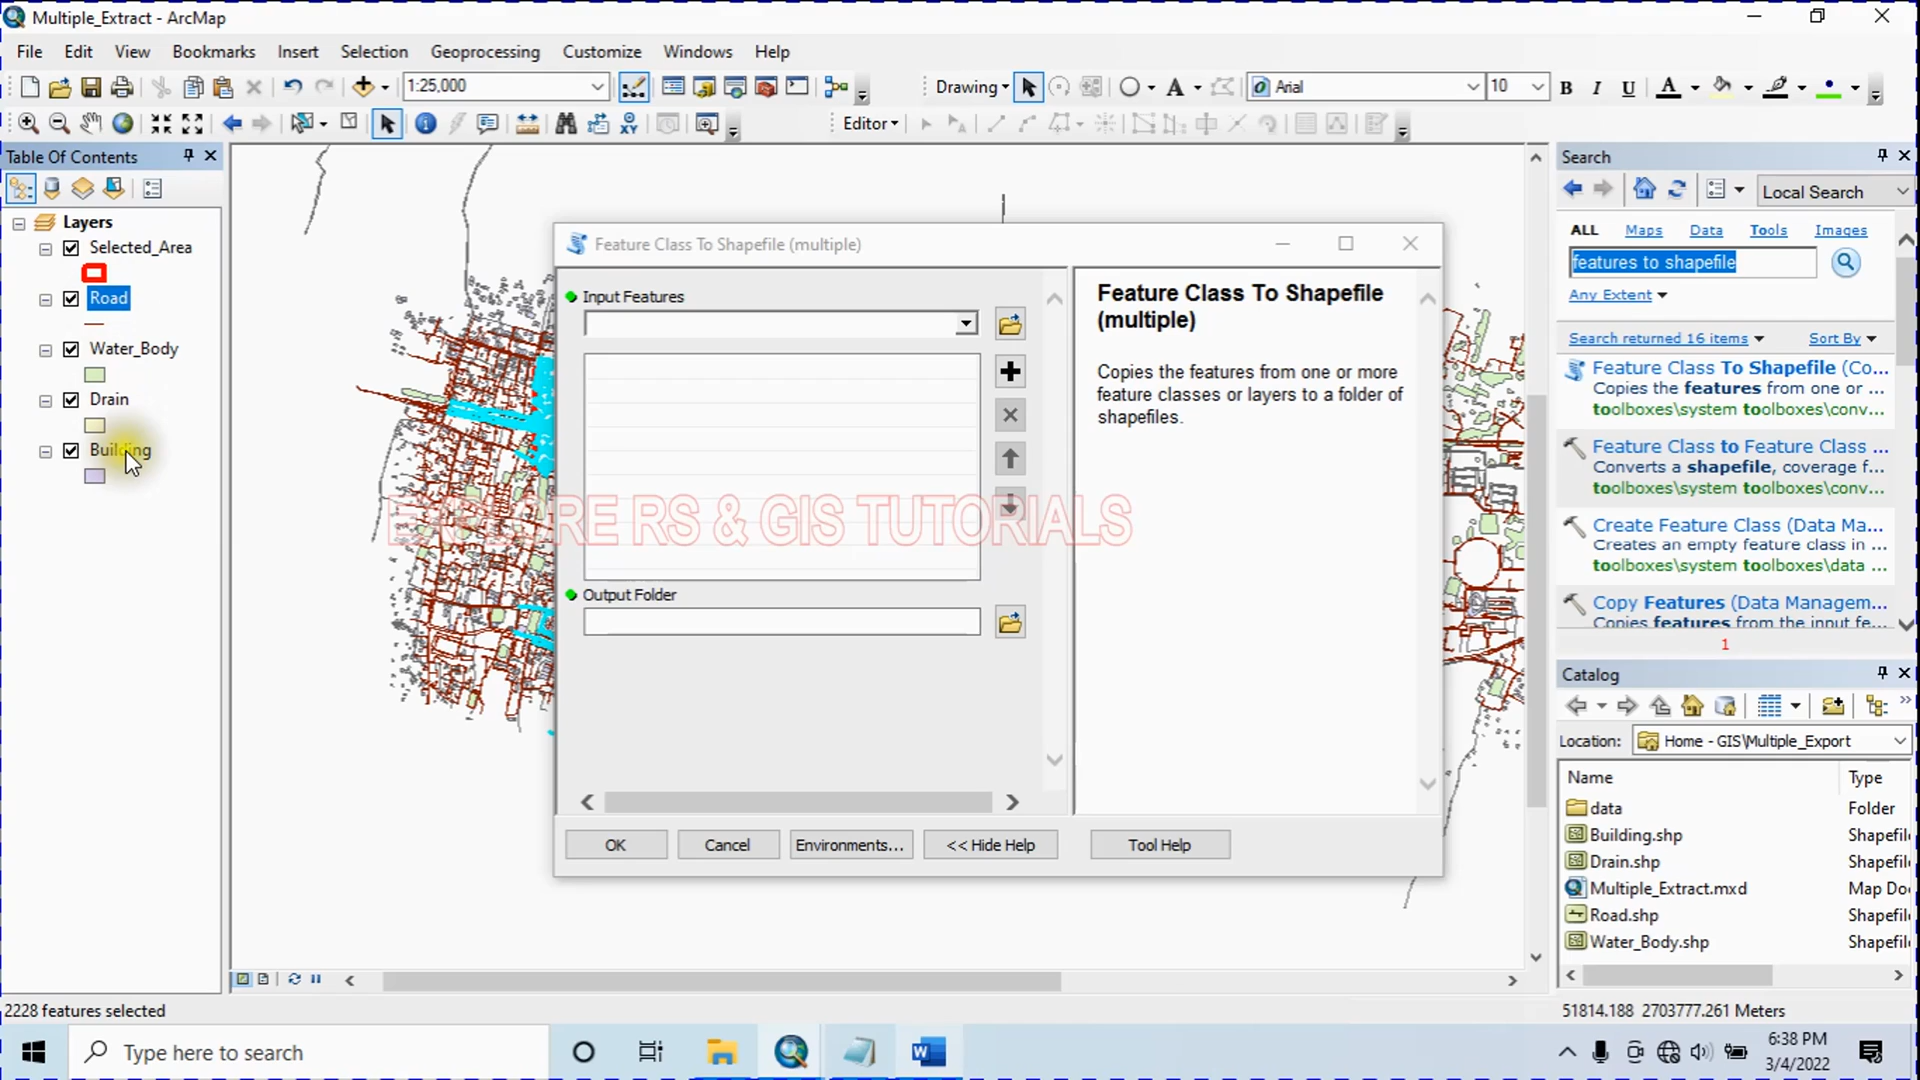 Multiple_Extract - ArcMap
File Edit View Bookmarks Insert Selection Geoprocessing Customize Windows Help
1:25,000 Drawing Arial 10 B I U A
Editor
Table Of Contents
Layers
Selected_Area
Road
Water_Body
Drain
Building
Feature Class To Shapefile (multiple)
Input Features
Output Folder
OK Cancel Environments... << Hide Help Tool Help
Feature Class To Shapefile
(multiple)
Copies the features from one or more
feature classes or layers to a folder of
shapefiles.
EXPLORE RS & GIS TUTORIALS
Search
Local Search
ALL Maps Data Tools Images
features to shapefile
Any Extent
Search returned 16 items Sort By
Feature Class To Shapefile (Co...
Copies the features from one or ...
toolboxes\system toolboxes\conv...
Feature Class to Feature Class ...
Converts a shapefile, coverage f...
toolboxes\system toolboxes\conv...
Create Feature Class (Data Ma...
Creates an empty feature class in ...
toolboxes\system toolboxes\data ...
Copy Features (Data Managem...
Copies features from the input fe...
1
Catalog
Location: Home - GIS\Multiple_Export
Name Type
data Folder
Building.shp Shapefil
Drain.shp Shapefil
Multiple_Extract.mxd Map Do
Road.shp Shapefil
Water_Body.shp Shapefil
2228 features selected
51814.188 2703777.261 Meters
Type here to search
6:38 PM
3/4/2022